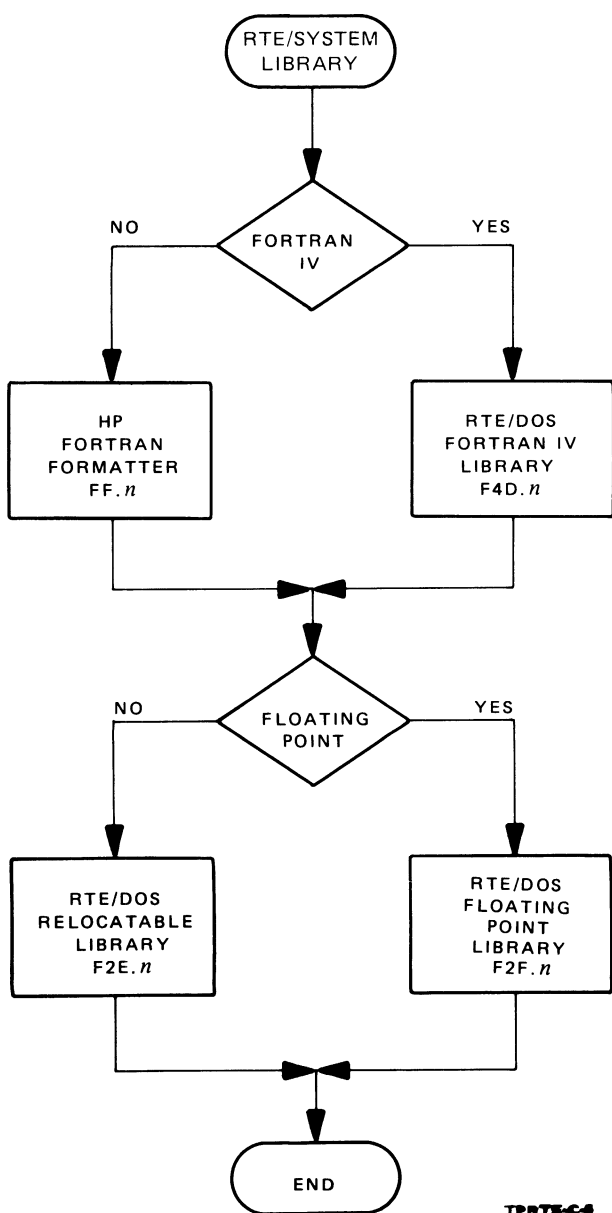 RTE/SYSTEM
LIBRARY
NO
YES
FORTRAN
IV
HP
FORTRAN
FORMATTER
FF.n
RTE/DOS
FORTRAN IV
LIBRARY
F4D.n
NO
YES
FLOATING
POINT
RTE/DOS
RELOCATABLE
LIBRARY
F2E.n
RTE/DOS
FLOATING
POINT
LIBRARY
F2F.n
END